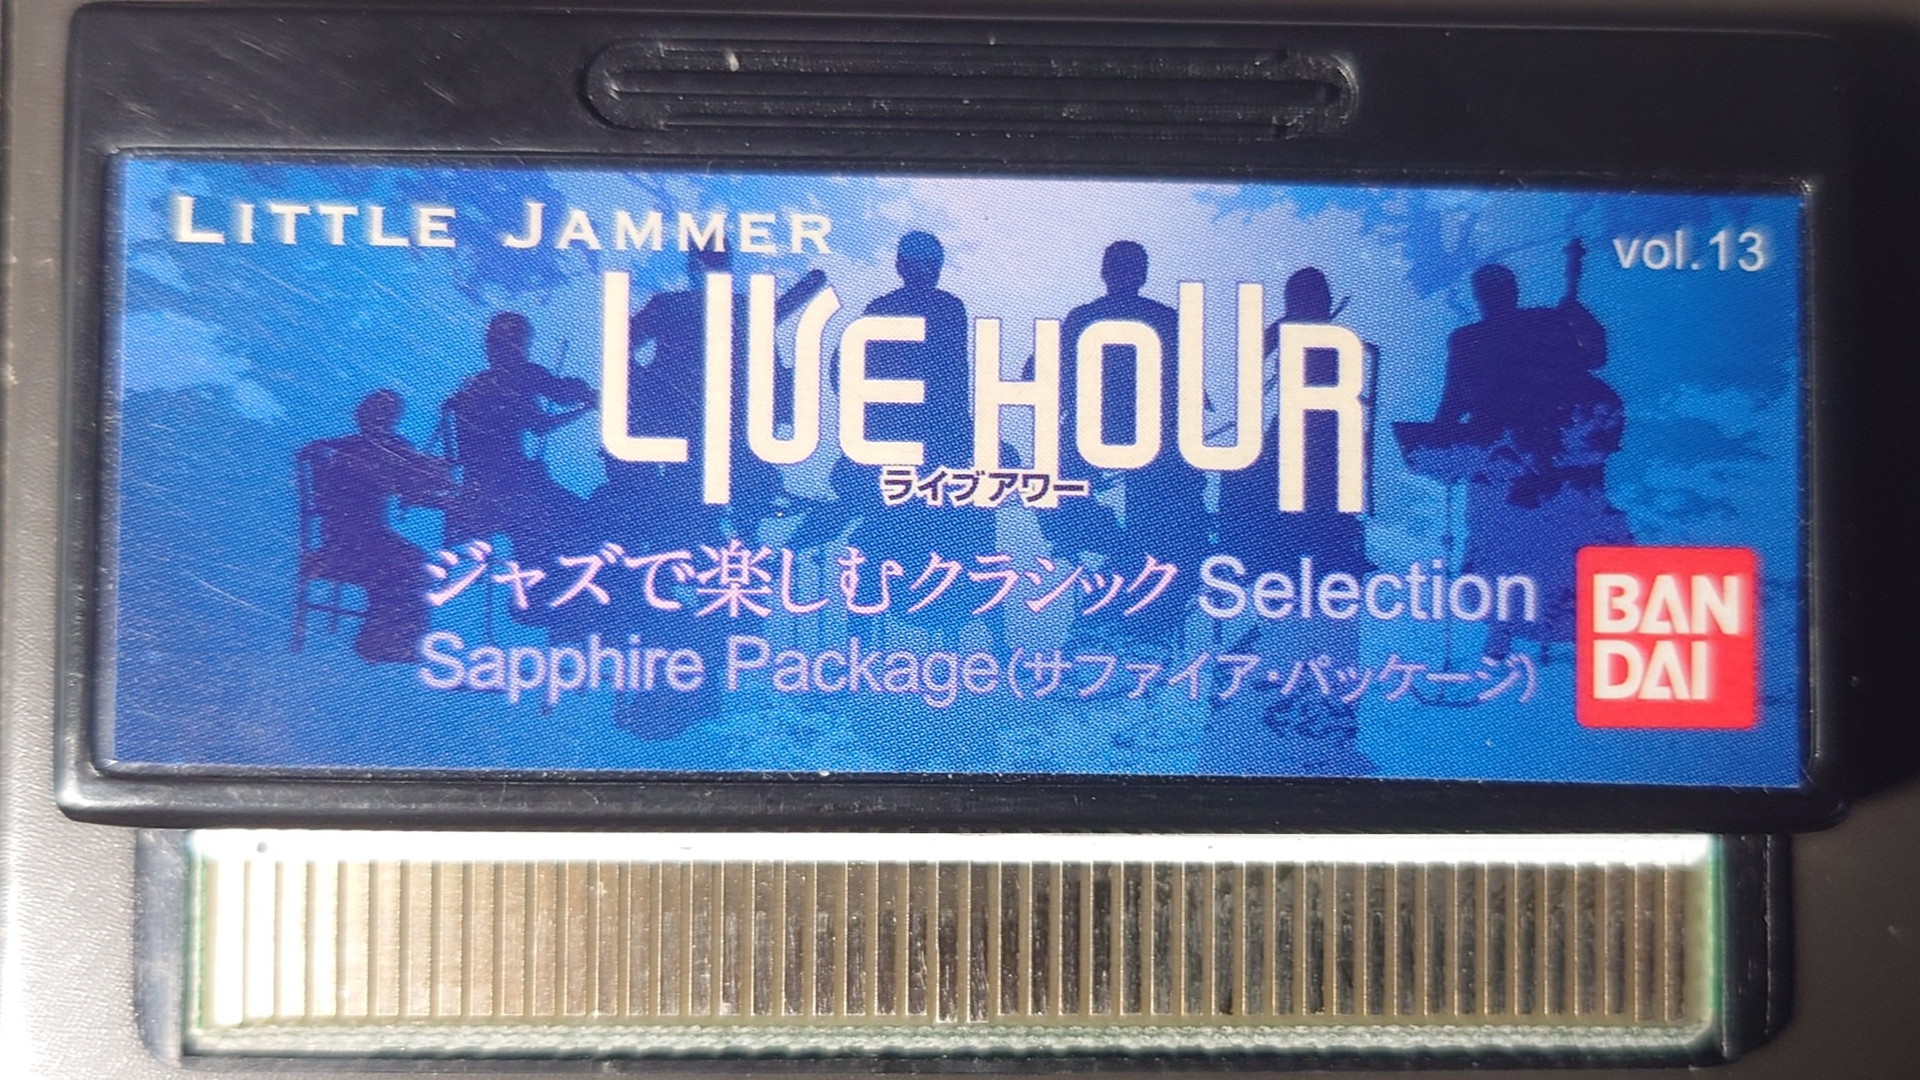 LITTLE JAMMER
vol.13
LIVE HOUR
ライブアワー
ジャズで楽しむクラシック Selection
Sapphire Package(サファイア・パッケージ)
BAN
DAI